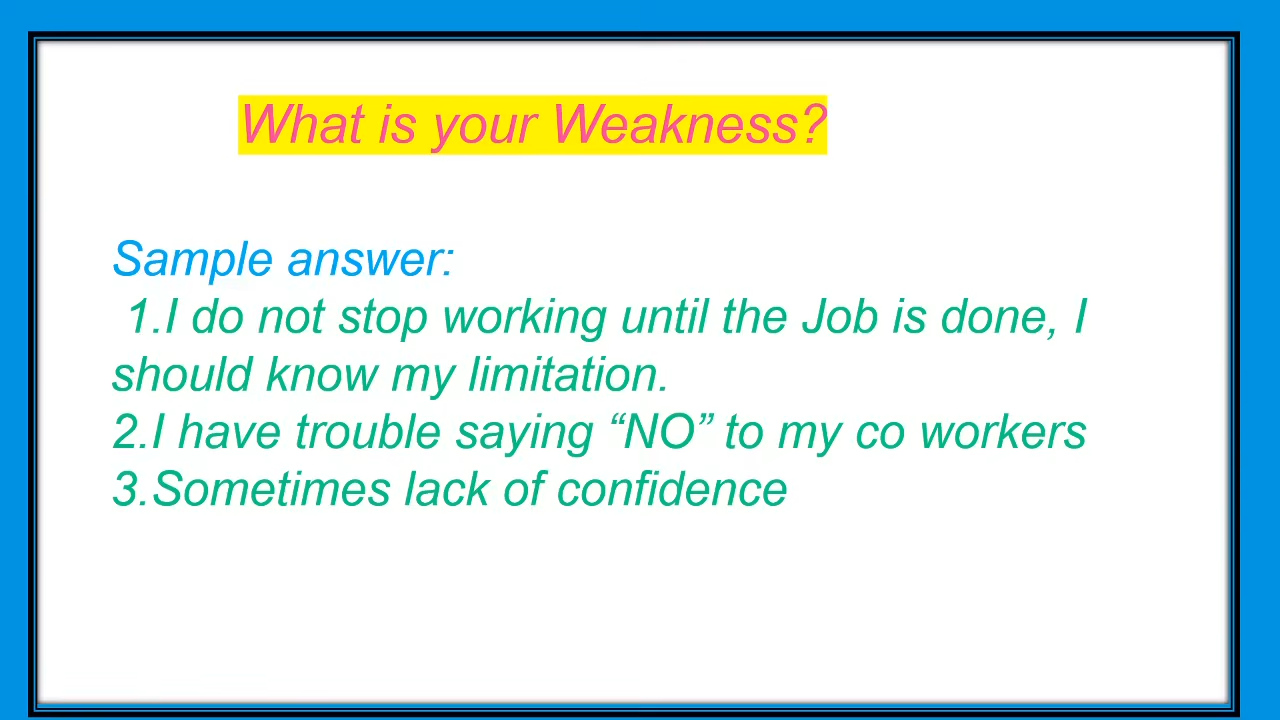 What is your Weakness?
Sample answer:
1.I do not stop working until the Job is done, I
should know my limitation.
2.I have trouble saying “NO” to my co workers
3.Sometimes lack of confidence